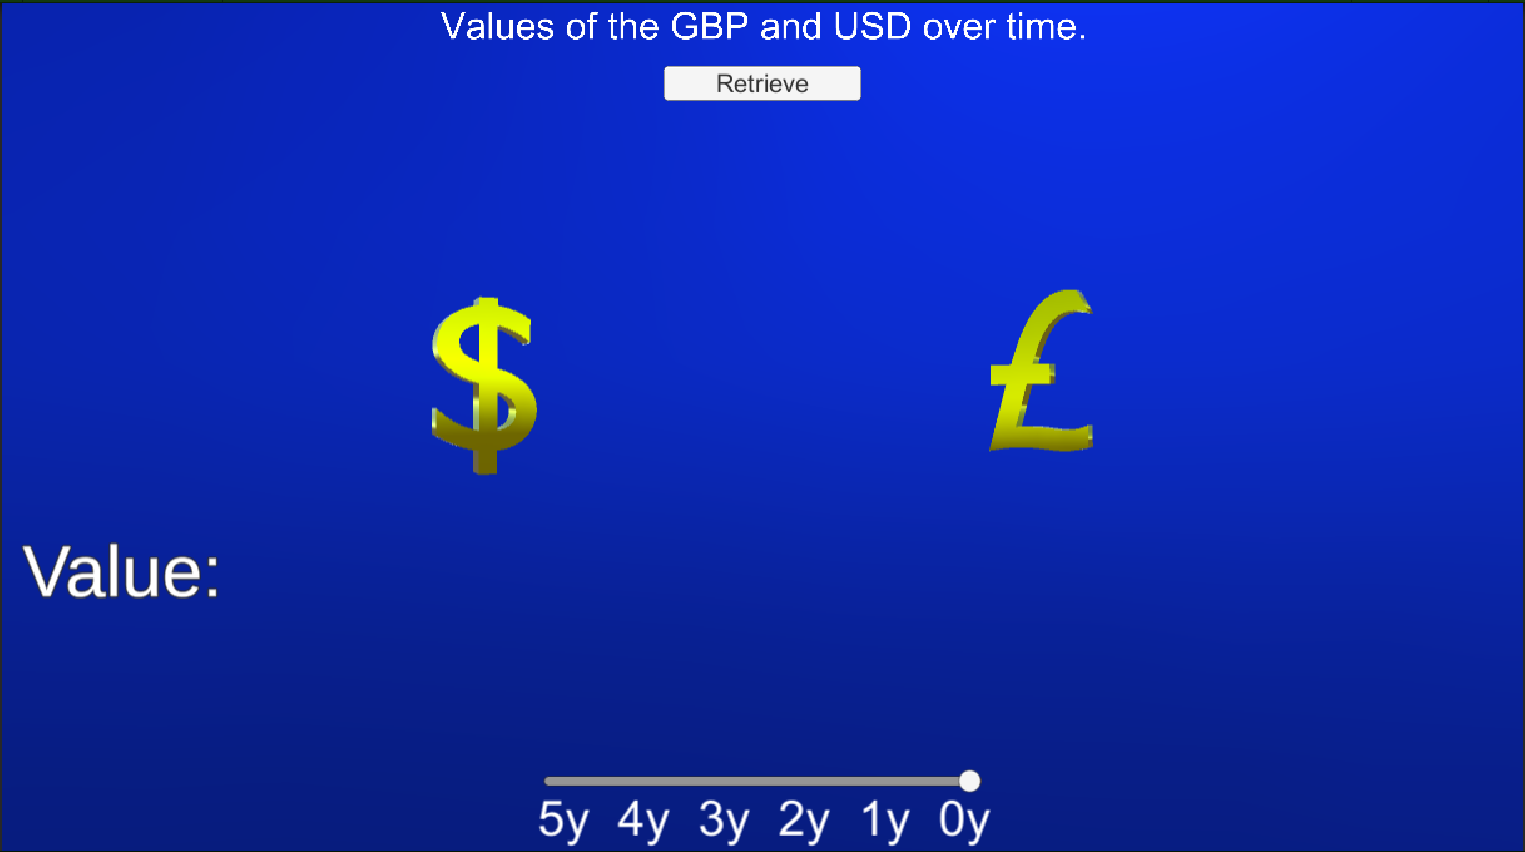 Values of the GBP and USD over time.
Retrieve
$ £
Value:
5y 4y 3y 2y 1y 0y